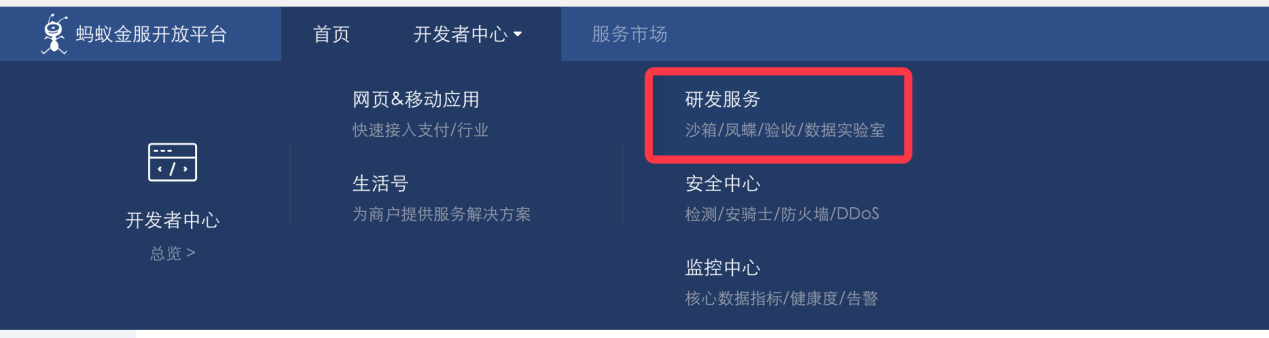 蚂蚁金服开放平台
首页
开发者中心
服务市场
开发者中心
总览 >
网页&移动应用
快速接入支付/行业
生活号
为商户提供服务解决方案
研发服务
沙箱/凤蝶/验收/数据实验室
安全中心
检测/安骑士/防火墙/DDoS
监控中心
核心数据指标/健康度/告警